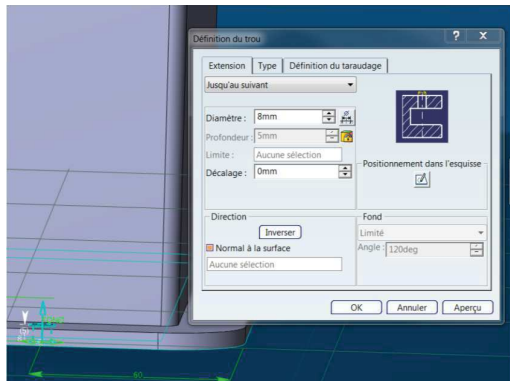 Définition du trou
? X
Extension Type Définition du taraudage
Jusqu'au suivant
Diamètre : 8mm
Profondeur : 5mm
Limite : Aucune sélection
Décalage : 0mm
Positionnement dans l'esquisse
Direction
Inverser
Normal à la surface
Aucune sélection
Fond
Limité
Angle : 120deg
OK Annuler Aperçu
60